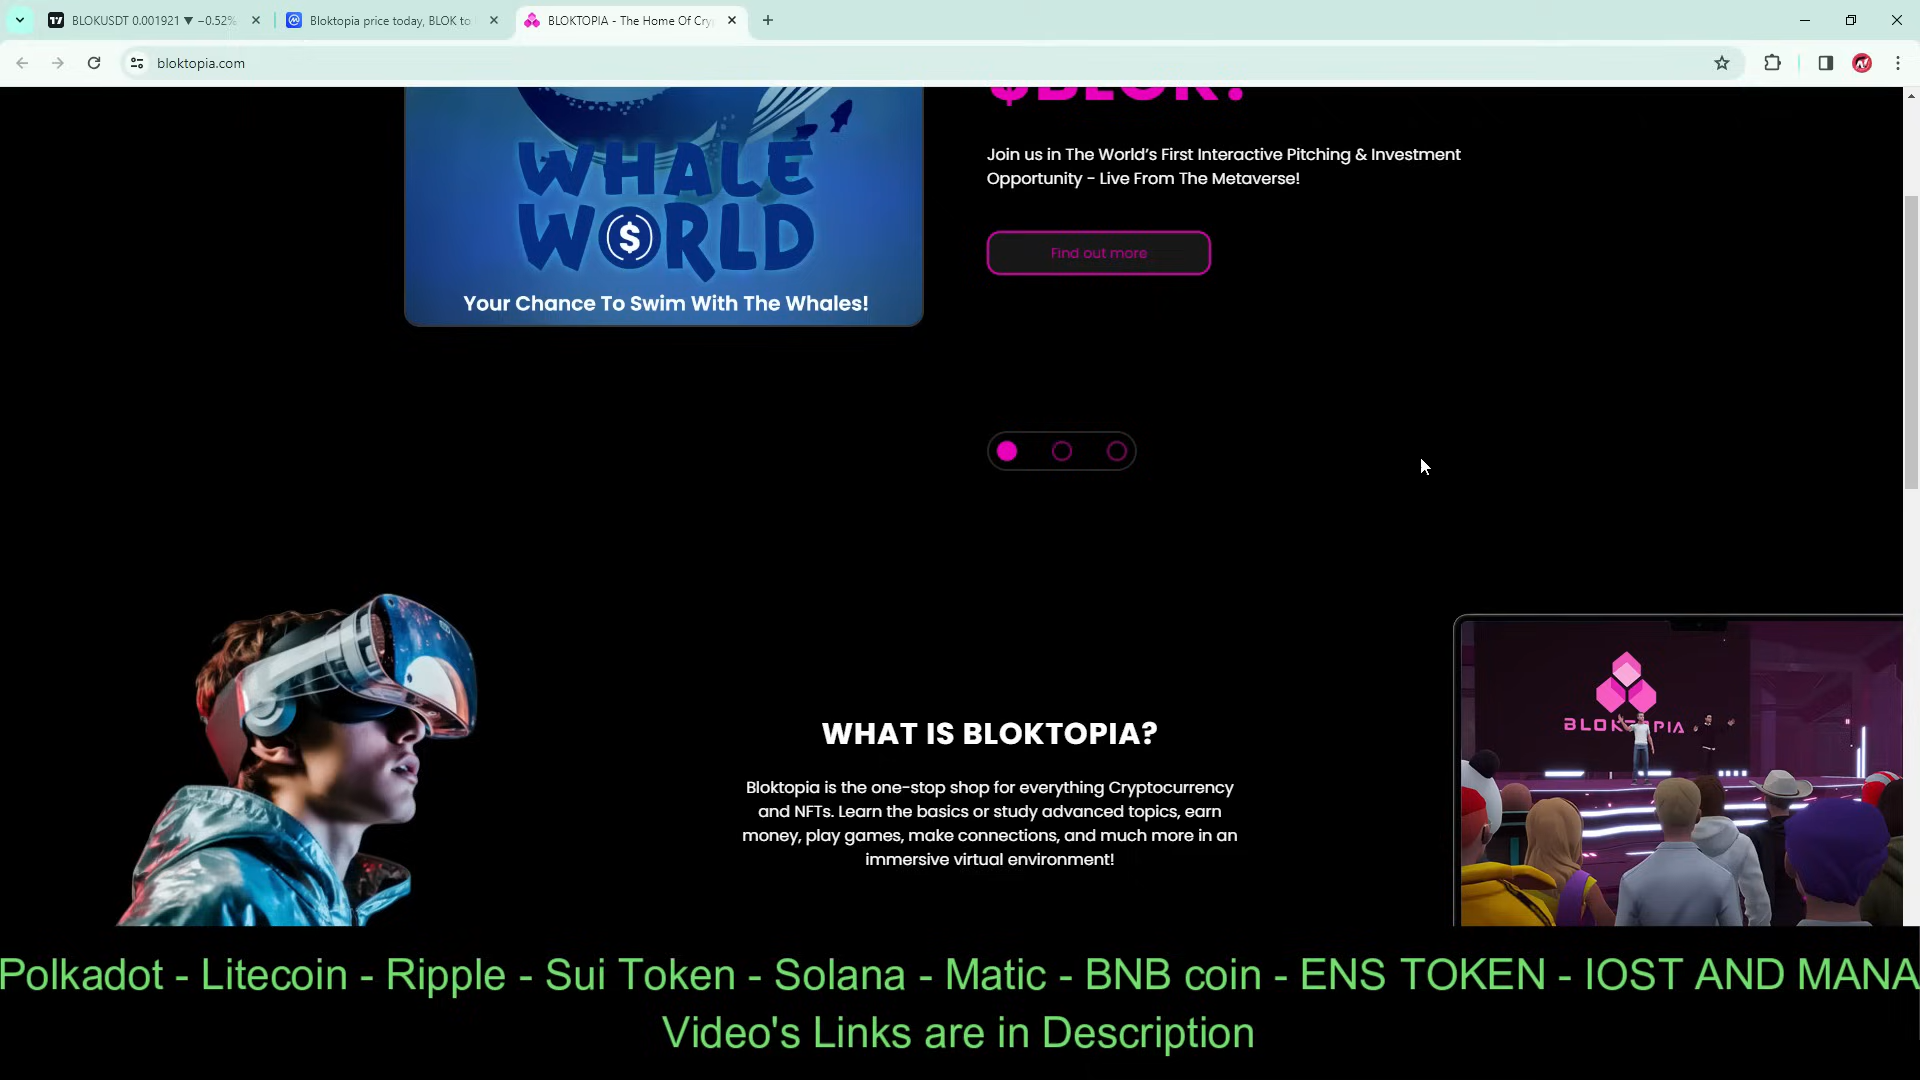 BLOKUSDT 0.001921 ▼ −0.52%
Bloktopia price today, BLOK to
BLOKTOPIA - The Home Of Cry
bloktopia.com
$BLOK?
WHALE
WORLD
Your Chance To Swim With The Whales!
Join us in The World's First Interactive Pitching & Investment
Opportunity - Live From The Metaverse!
Find out more
WHAT IS BLOKTOPIA?
Bloktopia is the one-stop shop for everything Cryptocurrency
and NFTs. Learn the basics or study advanced topics, earn
money, play games, make connections, and much more in an
immersive virtual environment!
BLOKTOPIA
Polkadot - Litecoin - Ripple - Sui Token - Solana - Matic - BNB coin - ENS TOKEN - IOST AND MANA
Video's Links are in Description